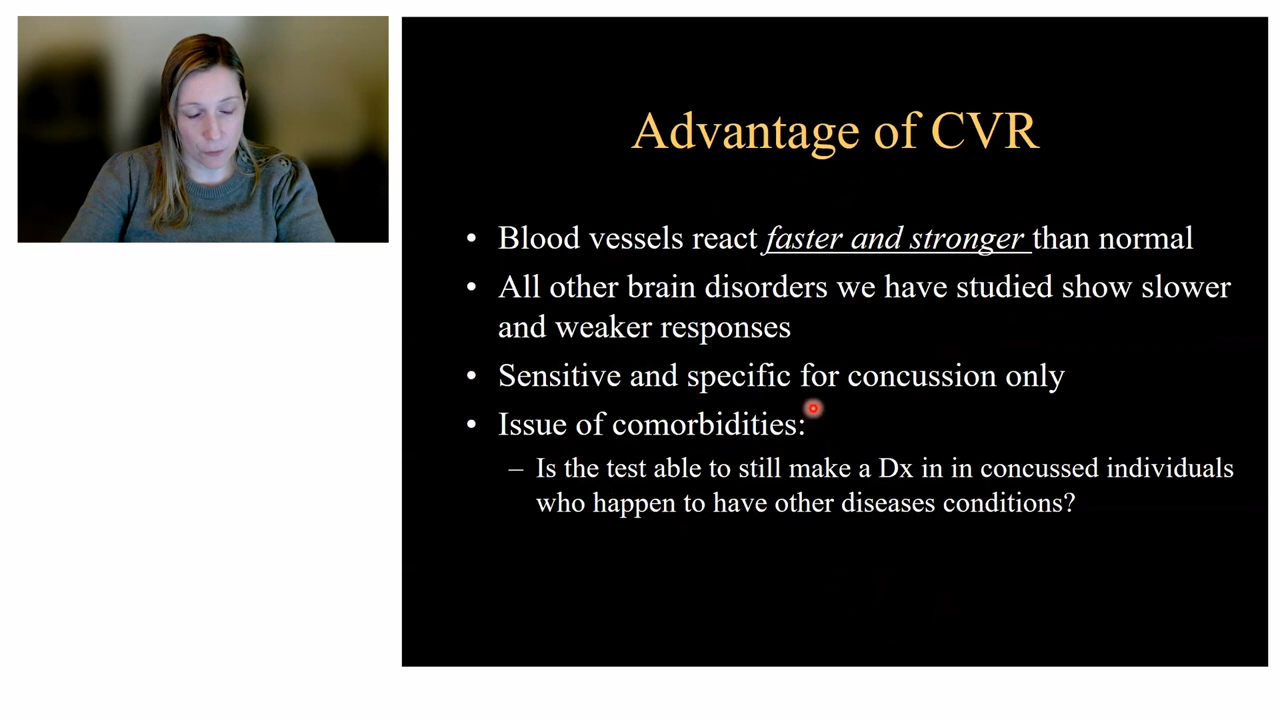 Advantage of CVR
• Blood vessels react faster and stronger than normal
• All other brain disorders we have studied show slower
and weaker responses
• Sensitive and specific for concussion only
• Issue of comorbidities:
– Is the test able to still make a Dx in in concussed individuals
who happen to have other diseases conditions?